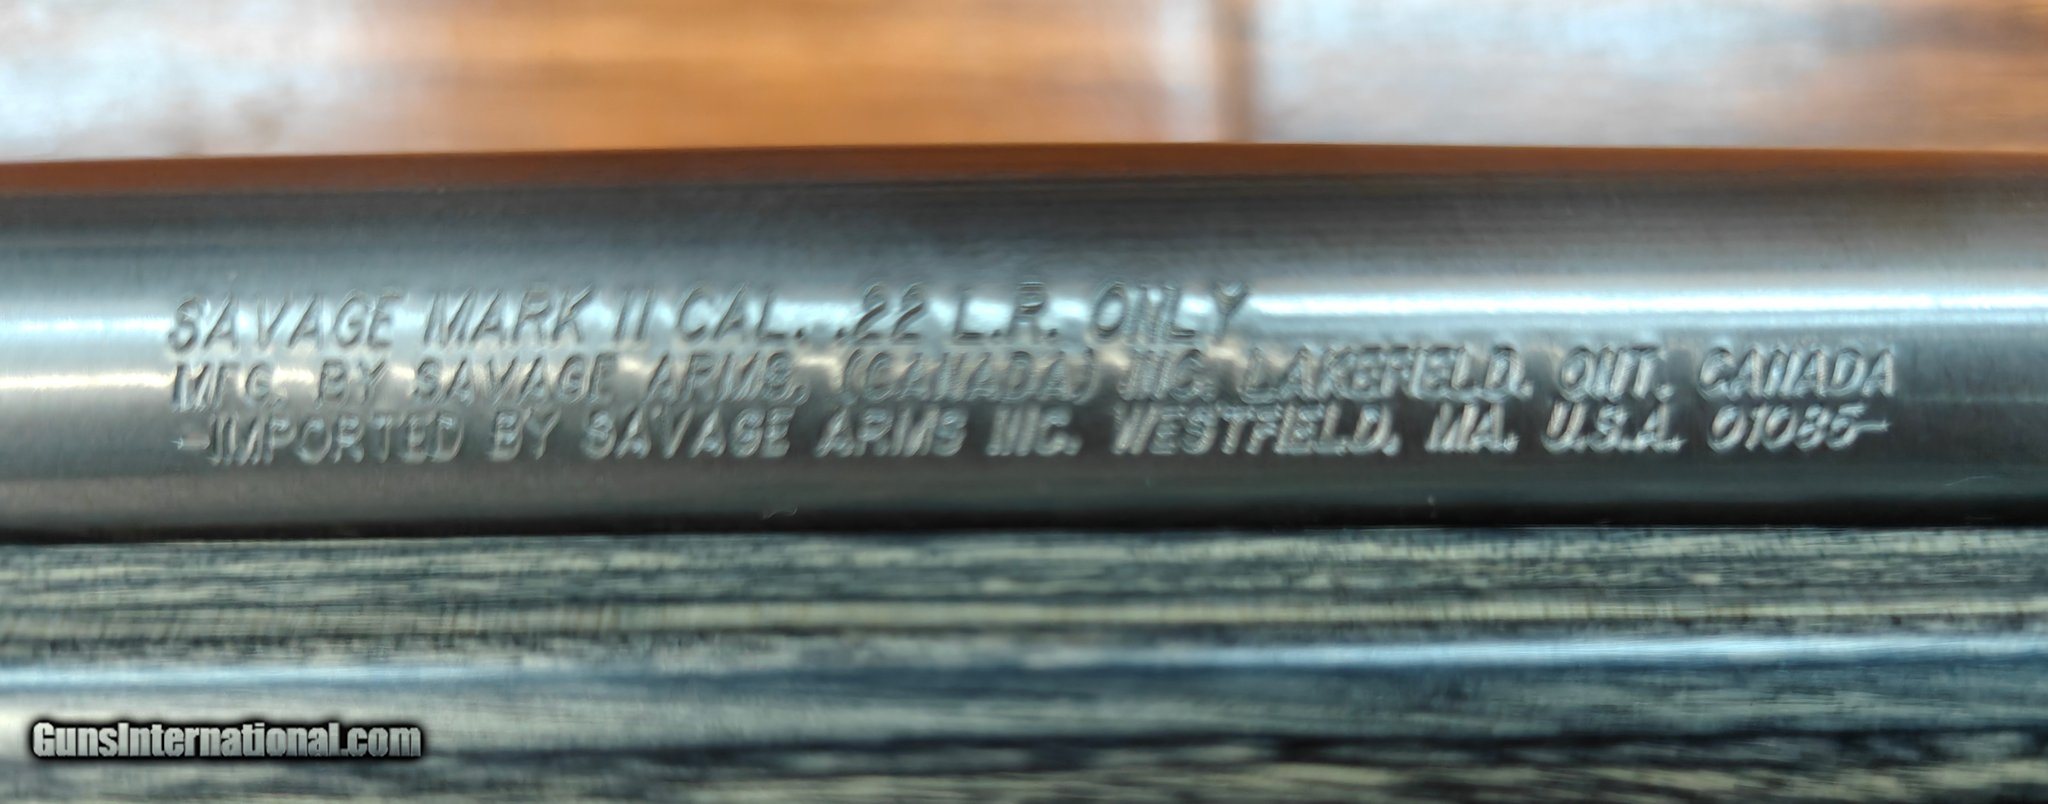 SAVAGE MARK II CAL. .22 L.R. ONLY
MFG. BY SAVAGE ARMS, (CANADA) INC. LAKEFIELD, ONT. CANADA
-IMPORTED BY SAVAGE ARMS INC. WESTFIELD, MA. U.S.A. 01085-
GunsInternational.com